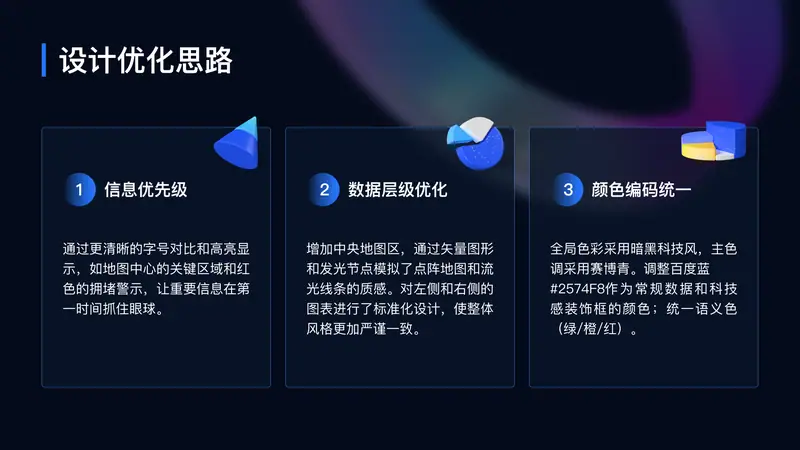 设计优化思路
1 信息优先级
通过更清晰的字号对比和高亮显
示，如地图中心的关键区域和红
色的拥堵警示，让重要信息在第
一时间抓住眼球。
2 数据层级优化
增加中央地图区，通过矢量图形
和发光节点模拟了点阵地图和流
光线条的质感。对左侧和右侧的
图表进行了标准化设计，使整体
风格更加严谨一致。
3 颜色编码统一
全局色彩采用暗黑科技风，主色
调采用赛博青。调整百度蓝
#2574F8作为常规数据和科技
感装饰框的颜色；统一语义色
（绿/橙/红）。